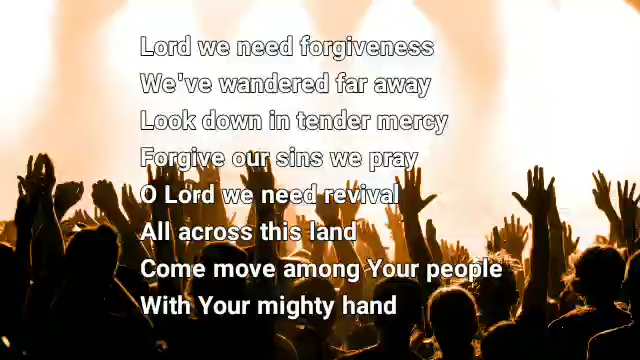 Lord we need forgiveness
We've wandered far away
Look down in tender mercy
Forgive our sins we pray
O Lord we need revival
All across this land
Come move among Your people
With Your mighty hand